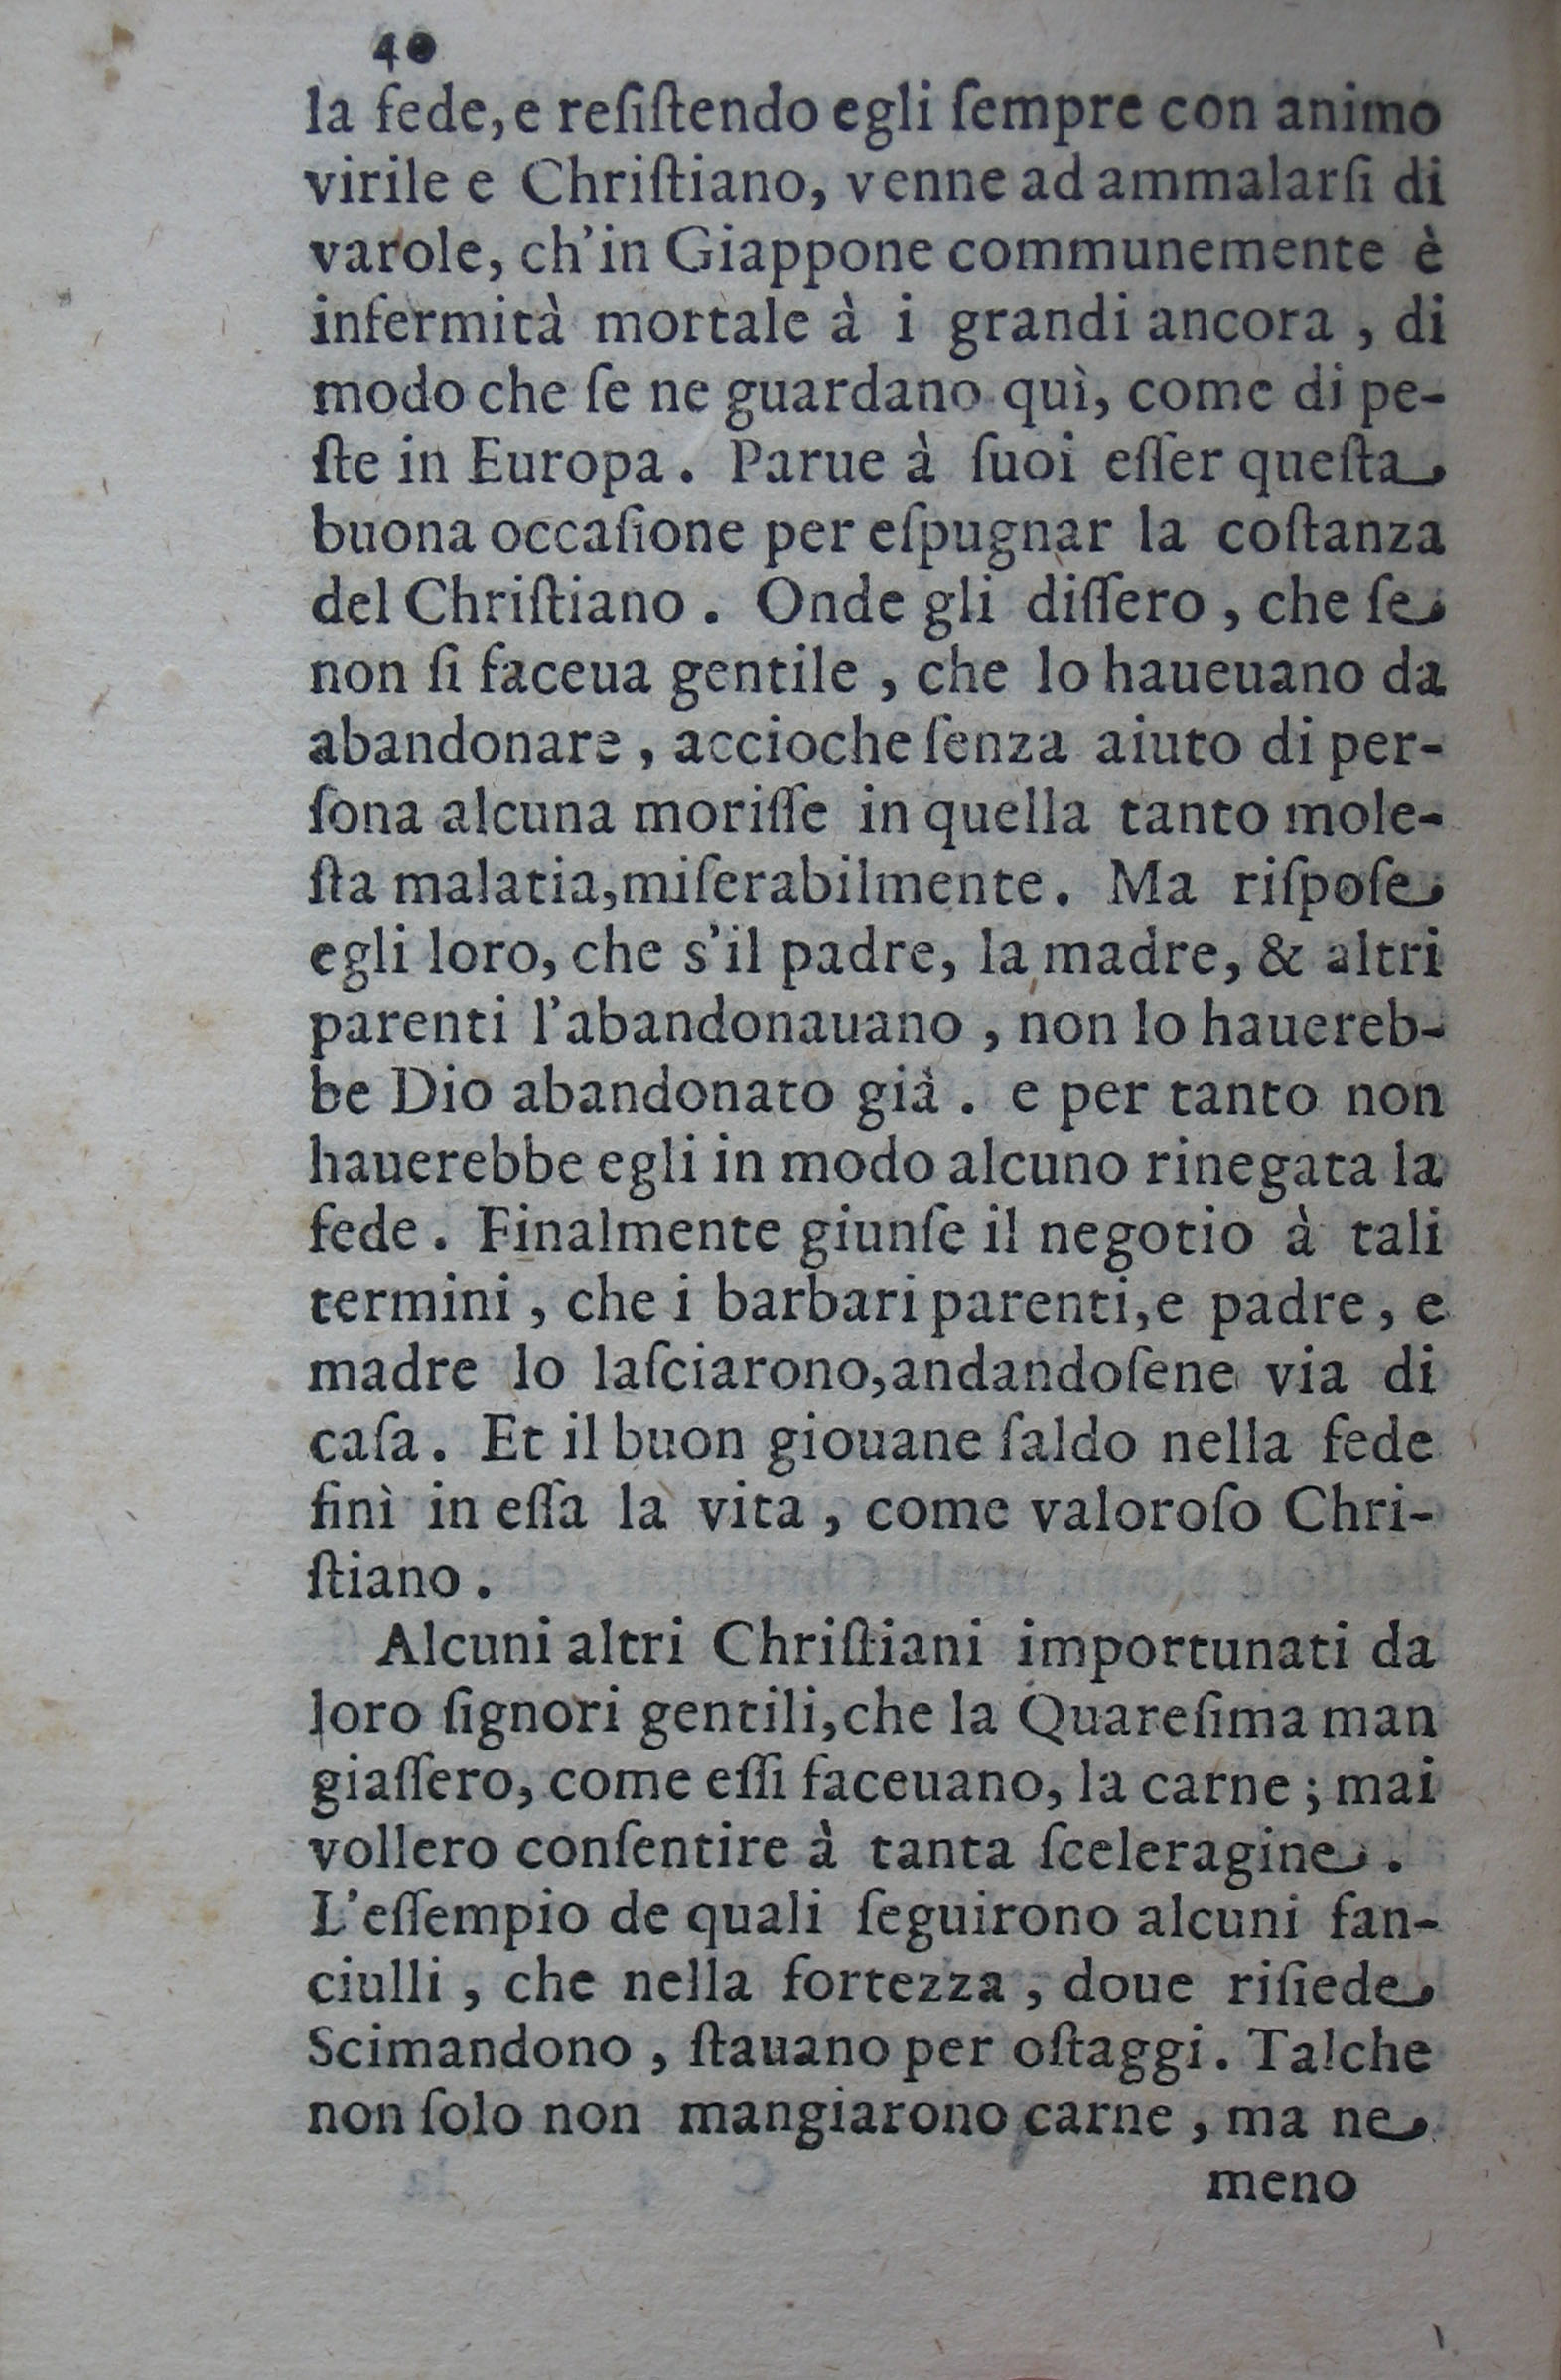 40
la fede, e reſiſtendo egli ſempre con animo
virile e Chriſtiano, venne ad ammalarſi di
varole, ch'in Giappone communemente è
infermità mortale à i grandi ancora , di
modo che ſe ne guardano quì, come di pe-
ſte in Europa . Parue à ſuoi eſſer queſta
buona occaſione per eſpugnar la coſtanza
del Chriſtiano . Onde gli diſſero , che ſe
non ſi faceua gentile , che lo haueuano da
abandonare , accioche ſenza aiuto di per-
ſona alcuna moriſſe in quella tanto mole-
ſta malatia,miſerabilmente . Ma riſpoſe
egli loro, che s'il padre, la madre, & altri
parenti l'abandonauano , non lo hauereb-
be Dio abandonato già . e per tanto non
hauerebbe egli in modo alcuno rinegata la
fede . Finalmente giunſe il negotio à tali
termini , che i barbari parenti,e padre , e
madre lo laſciarono,andandoſene via di
caſa . Et il buon giouane ſaldo nella fede
finì in eſſa la vita , come valoroſo Chri-
ſtiano .
Alcuni altri Chriſtiani importunati da
loro ſignori gentili,che la Quareſima man
giaſſero, come eſſi faceuano, la carne ; mai
vollero conſentire à tanta ſceleragine .
L'eſſempio de quali ſeguirono alcuni fan-
ciulli , che nella fortezza , doue riſiede
Scimandono , ſtauano per oſtaggi . Talche
non ſolo non mangiarono carne , ma ne
meno